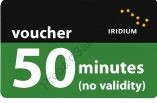 voucher
IRIDIUM
50 minutes
(no validity)